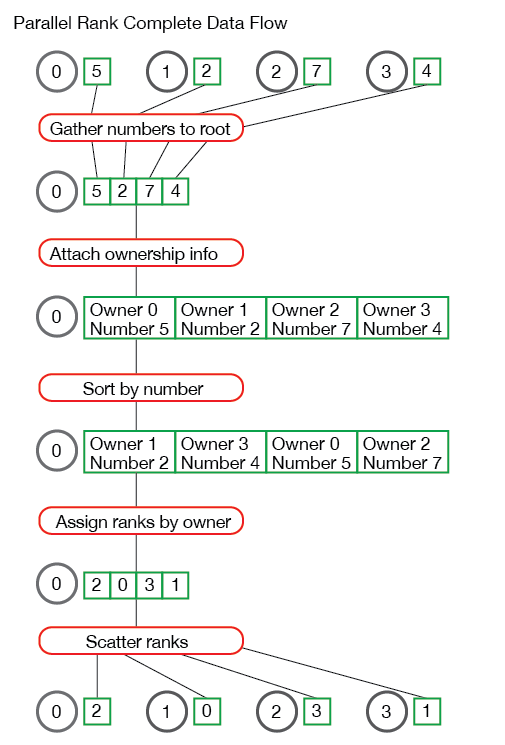 Parallel Rank Complete Data Flow
0 5 1 2 2 7 3 4
Gather numbers to root
0 5 2 7 4
Attach ownership info
0 Owner 0 Owner 1 Owner 2 Owner 3
Number 5 Number 2 Number 7 Number 4
Sort by number
0 Owner 1 Owner 3 Owner 0 Owner 2
Number 2 Number 4 Number 5 Number 7
Assign ranks by owner
0 2 0 3 1
Scatter ranks
0 2 1 0 2 3 3 1